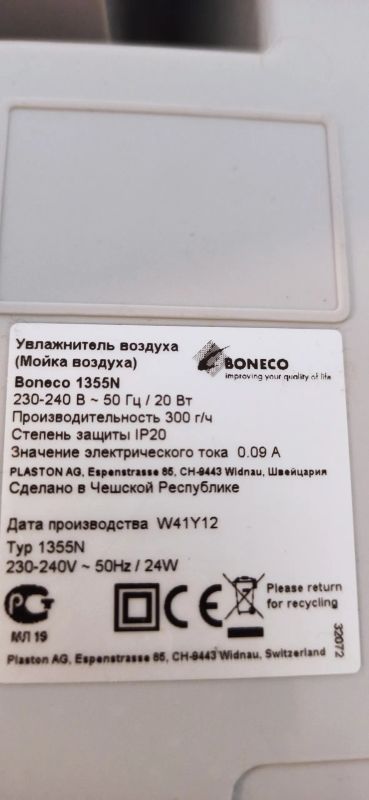 Увлажнитель воздуха
(Мойка воздуха)
BONECO
improving your quality of life
Boneco 1355N
230-240 В ~ 50 Гц / 20 Вт
Производительность 300 г/ч
Степень защиты IP20
Значение электрического тока 0.09 А
PLASTON AG, Espenstrasse 85, CH-9443 Widnau, Швейцария
Сделано в Чешской Республике
Дата производства W41Y12
Typ 1355N
230-240V ~ 50Hz / 24W
РСТ
МЛ 19
CE
Please return
for recycling
32072
Plaston AG, Espenstrasse 85, CH-9443 Widnau, Switzerland